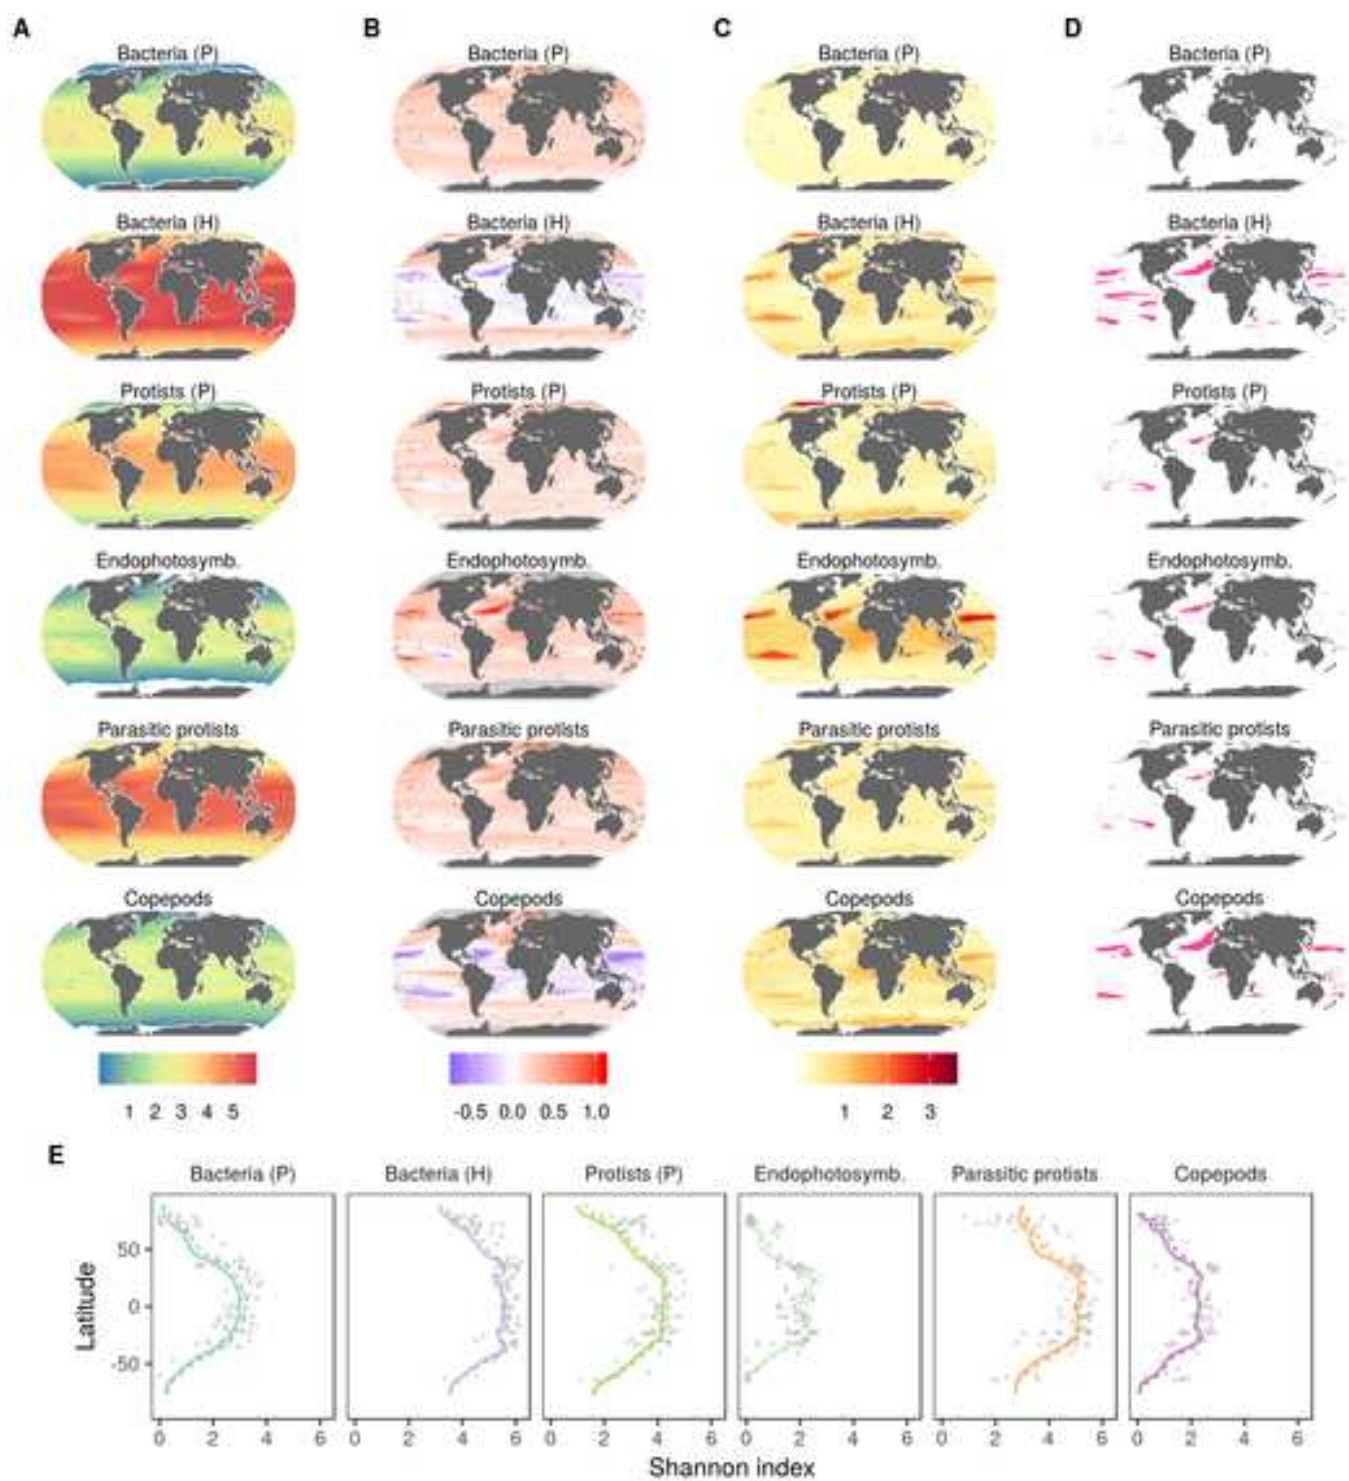 A B C D
Bacteria (P) Bacteria (P) Bacteria (P) Bacteria (P)
Bacteria (H) Bacteria (H) Bacteria (H) Bacteria (H)
Protists (P) Protists (P) Protists (P) Protists (P)
Endophotosymb. Endophotosymb. Endophotosymb. Endophotosymb.
Parasitic protists Parasitic protists Parasitic protists Parasitic protists
Copepods Copepods Copepods Copepods
1 2 3 4 5 -0.5 0.0 0.5 1.0 1 2 3
E
Bacteria (P) Bacteria (H) Protists (P) Endophotosymb. Parasitic protists Copepods
50
0
-50
Latitude
0 2 4 6 0 2 4 6 0 2 4 6 0 2 4 6 0 2 4 6 0 2 4 6
Shannon index